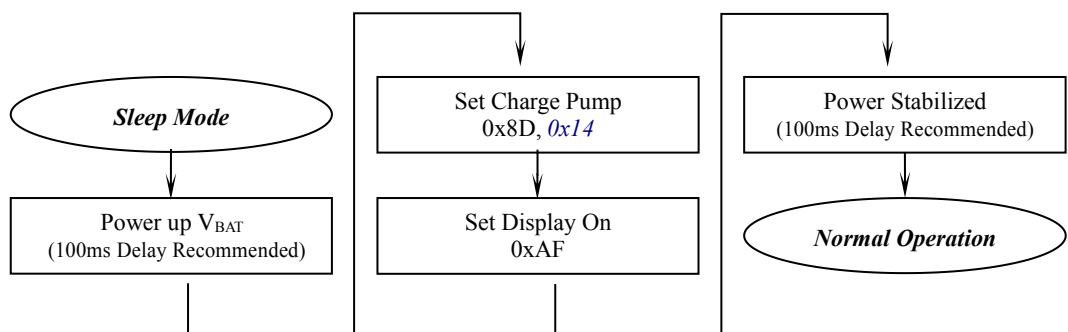 Sleep Mode
Power up VBAT
(100ms Delay Recommended)
Set Charge Pump
0x8D, 0x14
Set Display On
0xAF
Power Stabilized
(100ms Delay Recommended)
Normal Operation